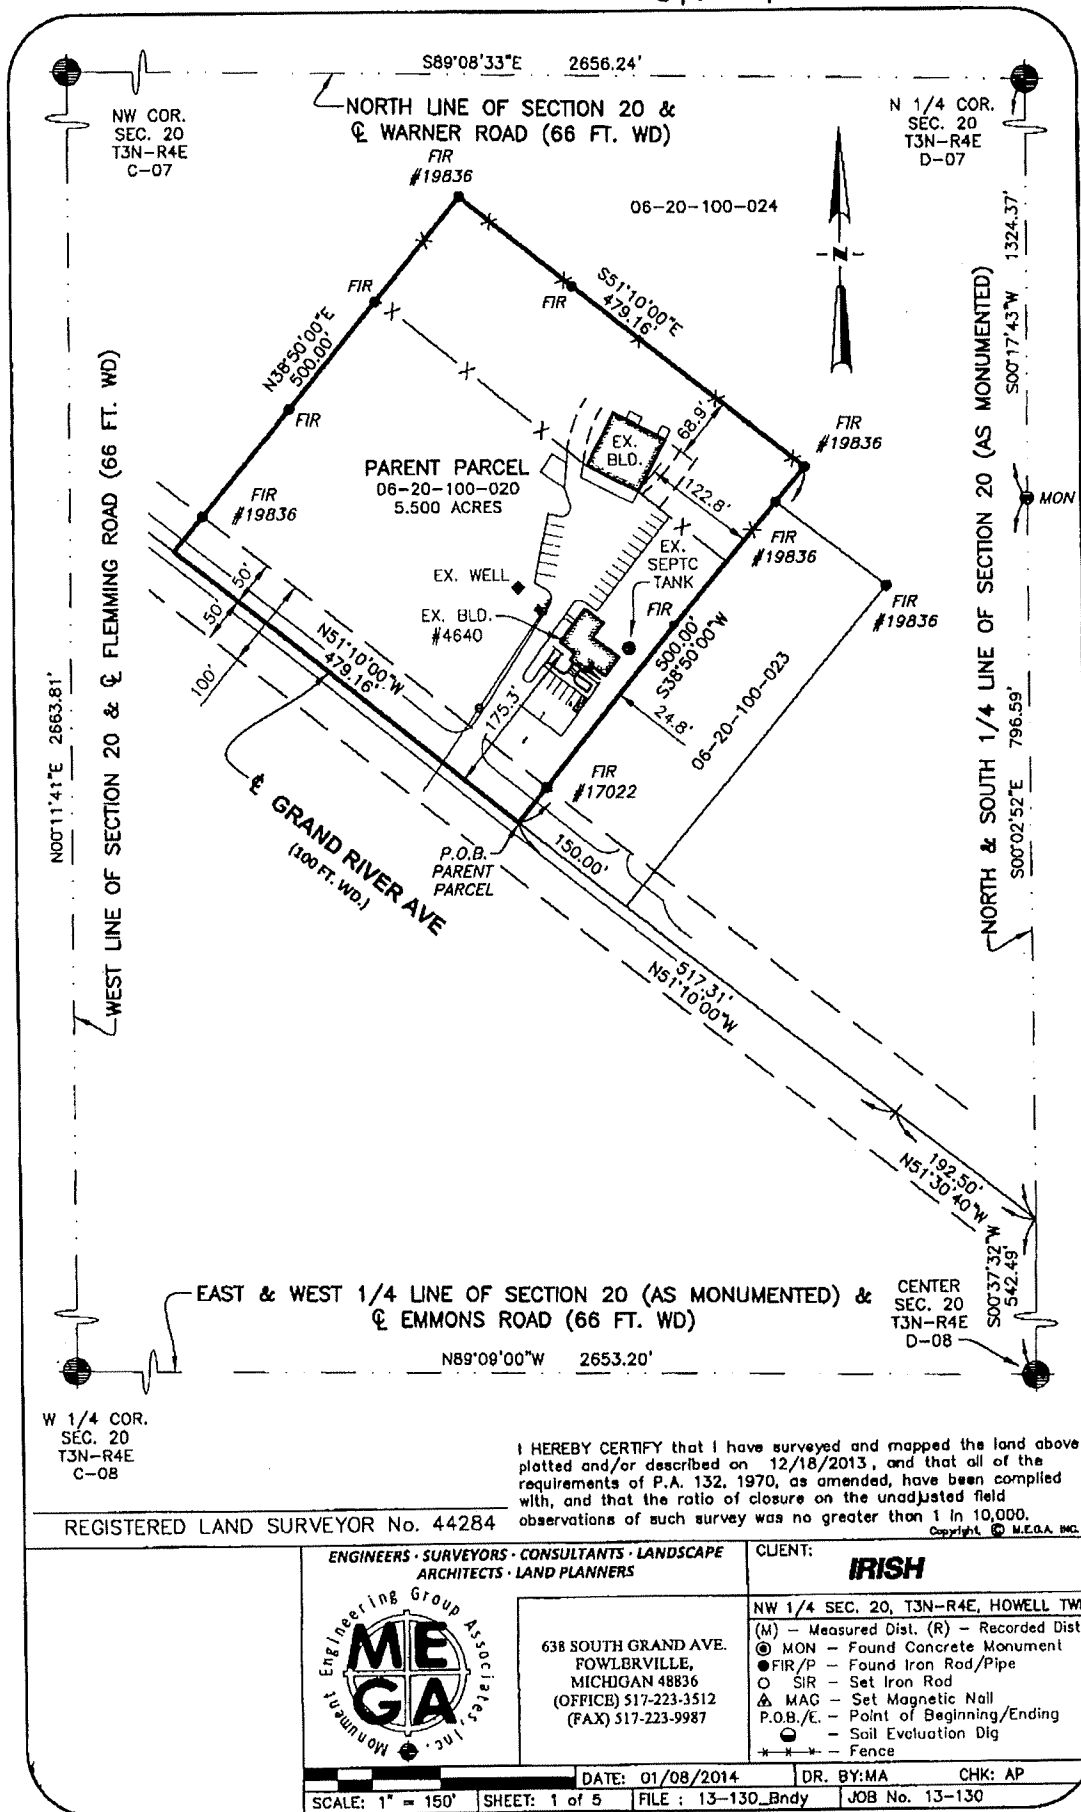 S89°08'33"E 2656.24'
NORTH LINE OF SECTION 20 &
℄ WARNER ROAD (66 FT. WD)
NW COR.
SEC. 20
T3N-R4E
C-07
N 1/4 COR.
SEC. 20
T3N-R4E
D-07
FIR
#19836
06-20-100-024
N
S00°17'43"W 1324.37'
FIR
S51°10'00"E
479.16'
FIR
N38°50'00"E
500.00'
FIR
68.9'
FIR
#19836
EX.
BLD.
PARENT PARCEL
06-20-100-020
5.500 ACRES
122.8'
FIR
#19836
FIR
#19836
MON
EX.
SEPTC
TANK
EX. WELL
EX. BLD.
#4640
FIR
FIR
#19836
50'
50'
100'
N51°10'00"W
479.16'
500.00'
S38°50'00"W
175.3'
24.8'
06-20-100-023
FIR
#17022
WEST LINE OF SECTION 20 & ℄ FLEMMING ROAD (66 FT. WD)
N00°11'41"E 2663.81'
NORTH & SOUTH 1/4 LINE OF SECTION 20 (AS MONUMENTED)
S00°02'52"E 796.59'
℄ GRAND RIVER AVE
(100 FT. WD.)
P.O.B.
PARENT
PARCEL
150.00'
517.31'
N51°10'00"W
192.50'
N51°30'40"W
S00°37'32"W
542.49'
EAST & WEST 1/4 LINE OF SECTION 20 (AS MONUMENTED) &
℄ EMMONS ROAD (66 FT. WD)
CENTER
SEC. 20
T3N-R4E
D-08
N89°09'00"W 2653.20'
W 1/4 COR.
SEC. 20
T3N-R4E
C-08
I HEREBY CERTIFY that I have surveyed and mapped the land above
platted and/or described on 12/18/2013, and that all of the
requirements of P.A. 132, 1970, as amended, have been complied
with, and that the ratio of closure on the unadjusted field
observations of such survey was no greater than 1 in 10,000.
REGISTERED LAND SURVEYOR No. 44284
Copyright, © M.E.G.A. INC.
ENGINEERS · SURVEYORS · CONSULTANTS · LANDSCAPE
ARCHITECTS · LAND PLANNERS
Monument Engineering Group Associates, Inc.
ME
GA
638 SOUTH GRAND AVE.
FOWLERVILLE,
MICHIGAN 48836
(OFFICE) 517-223-3512
(FAX) 517-223-9987
CLIENT:
IRISH
NW 1/4 SEC. 20, T3N-R4E, HOWELL TW
(M) - Measured Dist. (R) - Recorded Dist
MON - Found Concrete Monument
FIR/P - Found Iron Rod/Pipe
SIR - Set Iron Rod
MAG - Set Magnetic Nail
P.O.B./E. - Point of Beginning/Ending
- Soil Evaluation Dig
- Fence
DATE: 01/08/2014
DR. BY:MA
CHK: AP
SCALE: 1" = 150'
SHEET: 1 of 5
FILE : 13-130_Bndy
JOB No. 13-130